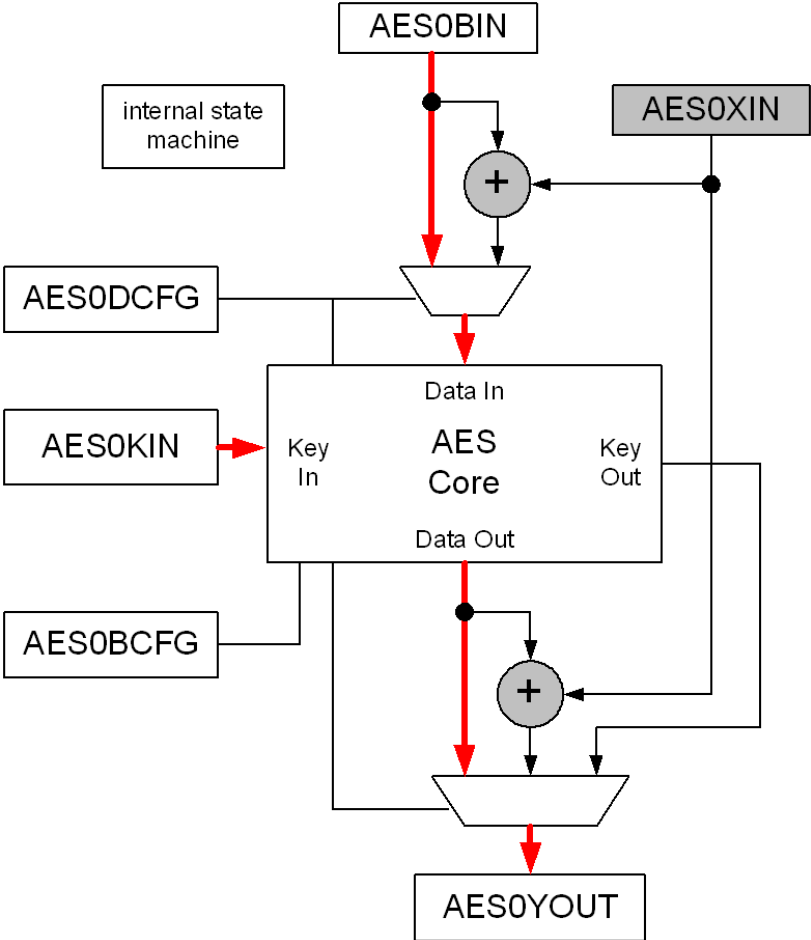 AES0BIN
internal state
machine
AES0XIN
+
AES0DCFG
Data In
AES0KIN
Key
In
AES
Core
Key
Out
Data Out
AES0BCFG
+
AES0YOUT